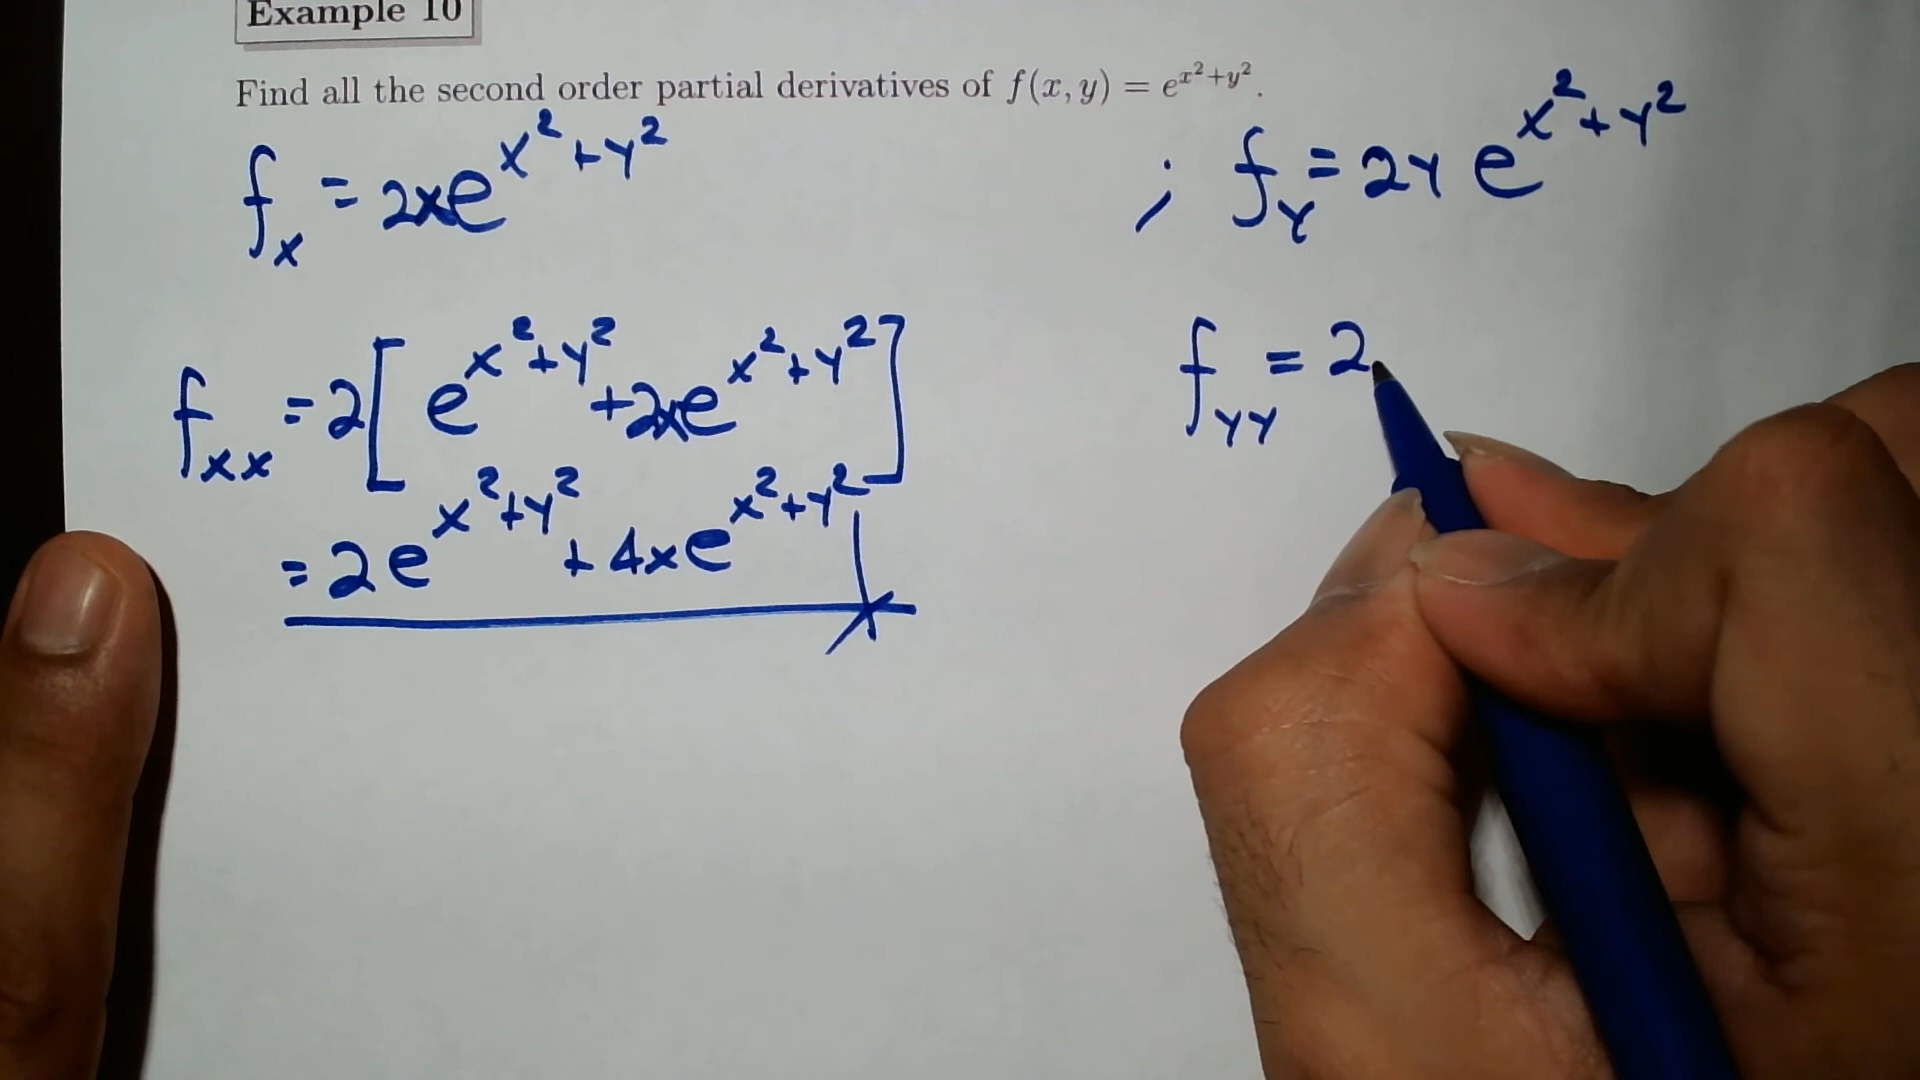 Example 10
Find all the second order partial derivatives of f(x, y) = e^{x²+y²}.
f_x = 2xe^{x²+y²} ; f_y = 2y e^{x²+y²}
f_xx = 2[e^{x²+y²} + 2xe^{x²+y²}]
= 2e^{x²+y²} + 4xe^{x²+y²}
f_yy = 2